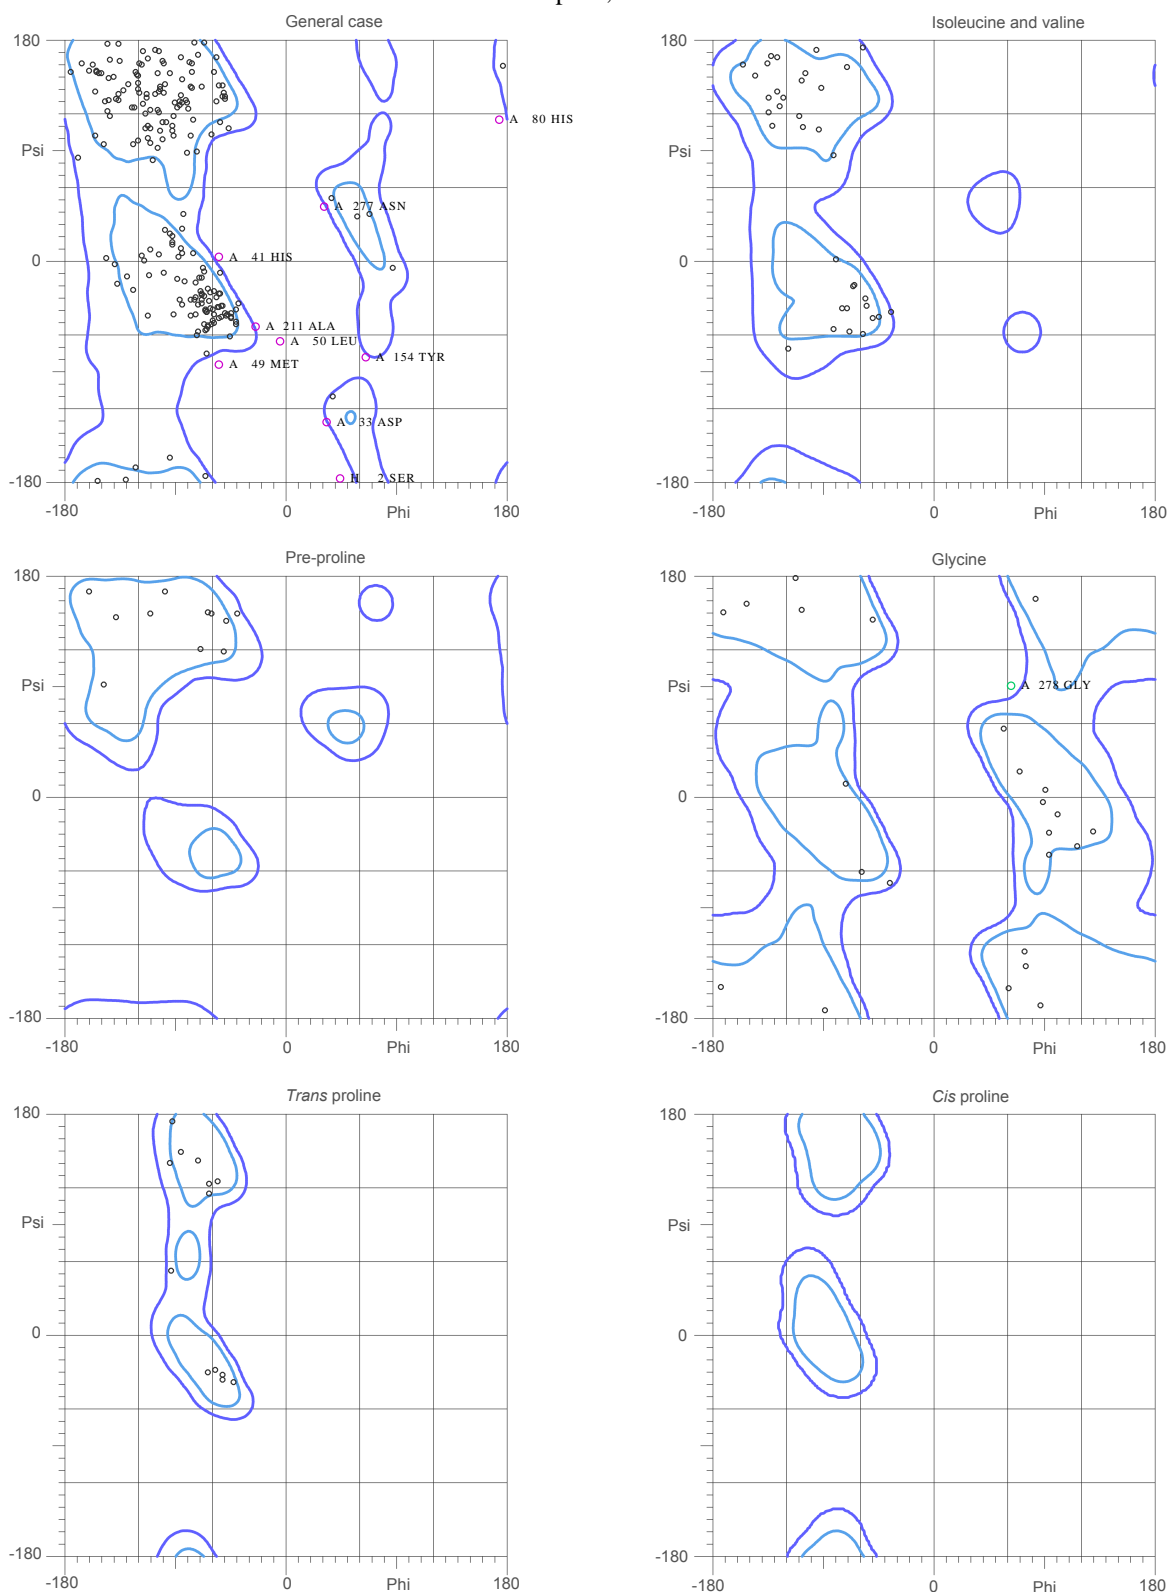 General case
180
Psi
0
-180
-180
0
Phi
180
A 80 HIS
A 277 ASN
A 41 HIS
A 211 ALA
A 50 LEU
A 154 TYR
A 49 MET
A 33 ASP
H 2 SER
Isoleucine and valine
180
Psi
0
-180
-180
0
Phi
180
Pre-proline
180
Psi
0
-180
-180
0
Phi
180
Glycine
180
Psi
A 278 GLY
0
-180
-180
0
Phi
180
Trans proline
180
Psi
0
-180
-180
0
Phi
180
Cis proline
180
Psi
0
-180
-180
0
Phi
180